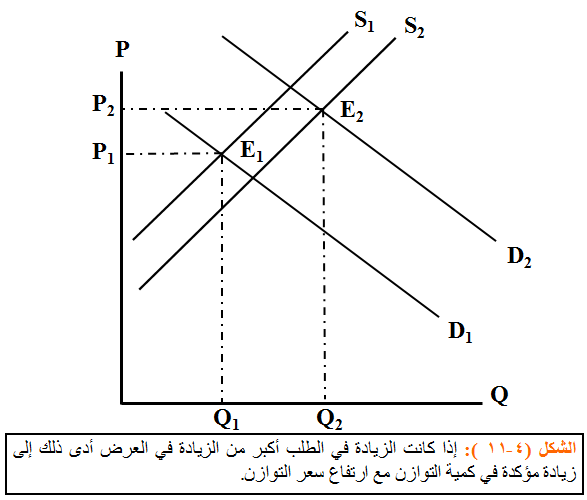 S1
S2
P
P2
E2
P1
E1
D2
D1
Q
Q1
Q2
الشكل (٤-١١ ): إذا كانت الزيادة في الطلب أكبر من الزيادة في العرض أدى ذلك إلى
زيادة مؤكدة في كمية التوازن مع ارتفاع سعر التوازن.